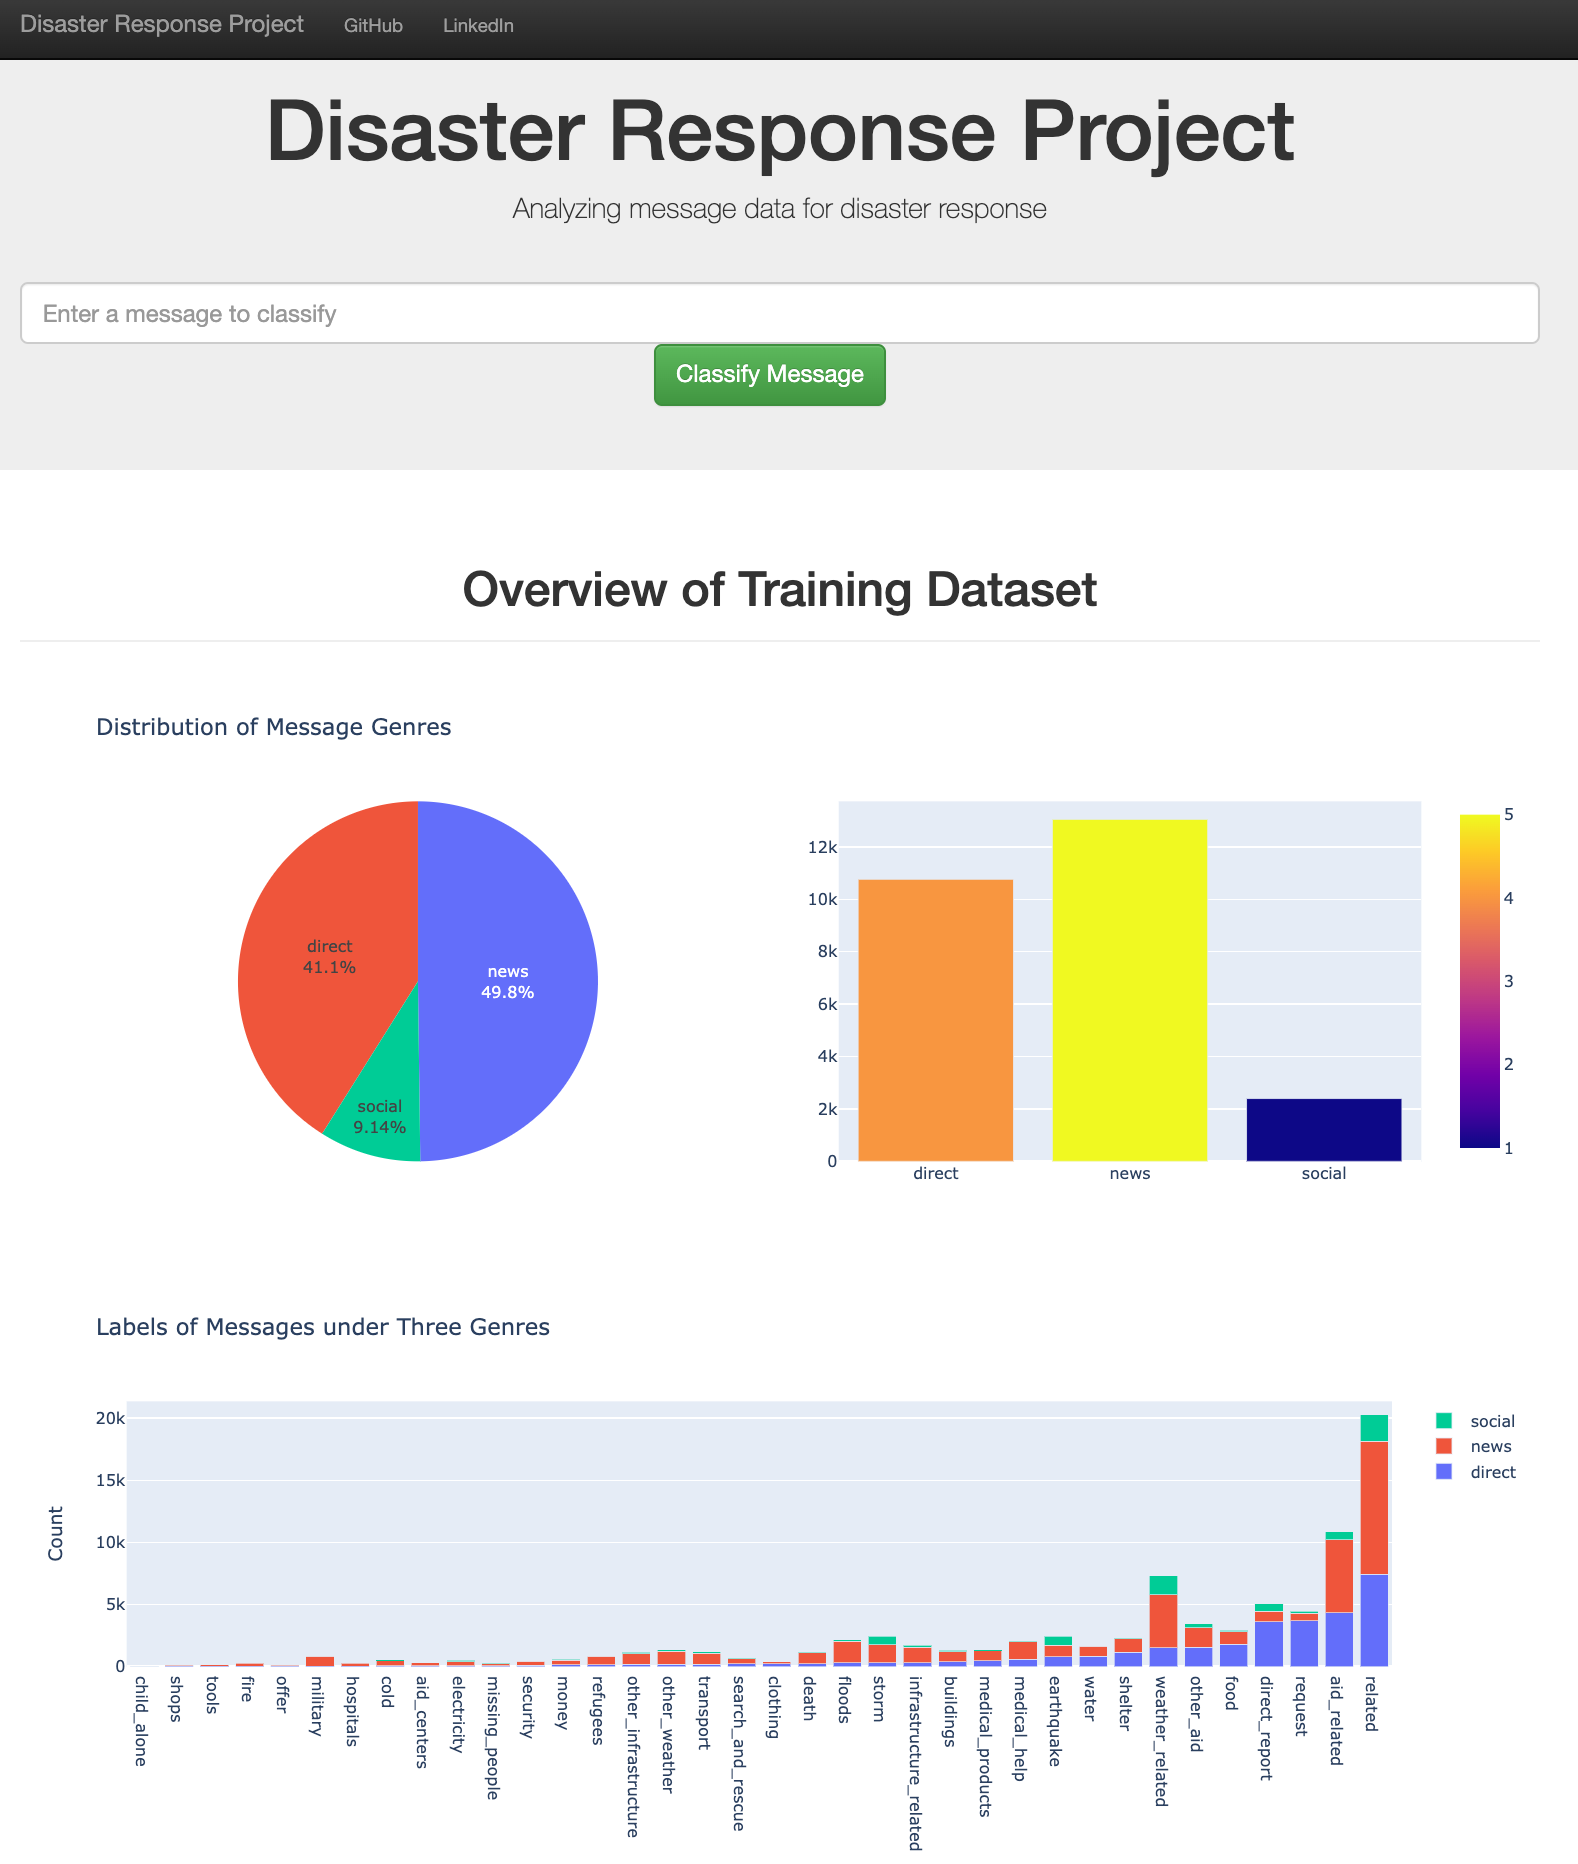 Disaster Response Project GitHub LinkedIn
Disaster Response Project
Analyzing message data for disaster response
Enter a message to classify
Classify Message
Overview of Training Dataset
Distribution of Message Genres
direct
41.1%
news
49.8%
social
9.14%
12k
10k
8k
6k
4k
2k
0
direct news social
5
4
3
2
1
Labels of Messages under Three Genres
Count
20k
15k
10k
5k
0
child_alone
shops
tools
fire
offer
military
hospitals
cold
aid_centers
electricity
missing_people
security
money
refugees
other_infrastructure
other_weather
transport
search_and_rescue
clothing
death
floods
storm
infrastructure_related
buildings
medical_products
medical_help
earthquake
water
shelter
weather_related
other_aid
food
direct_report
request
aid_related
related
social
news
direct